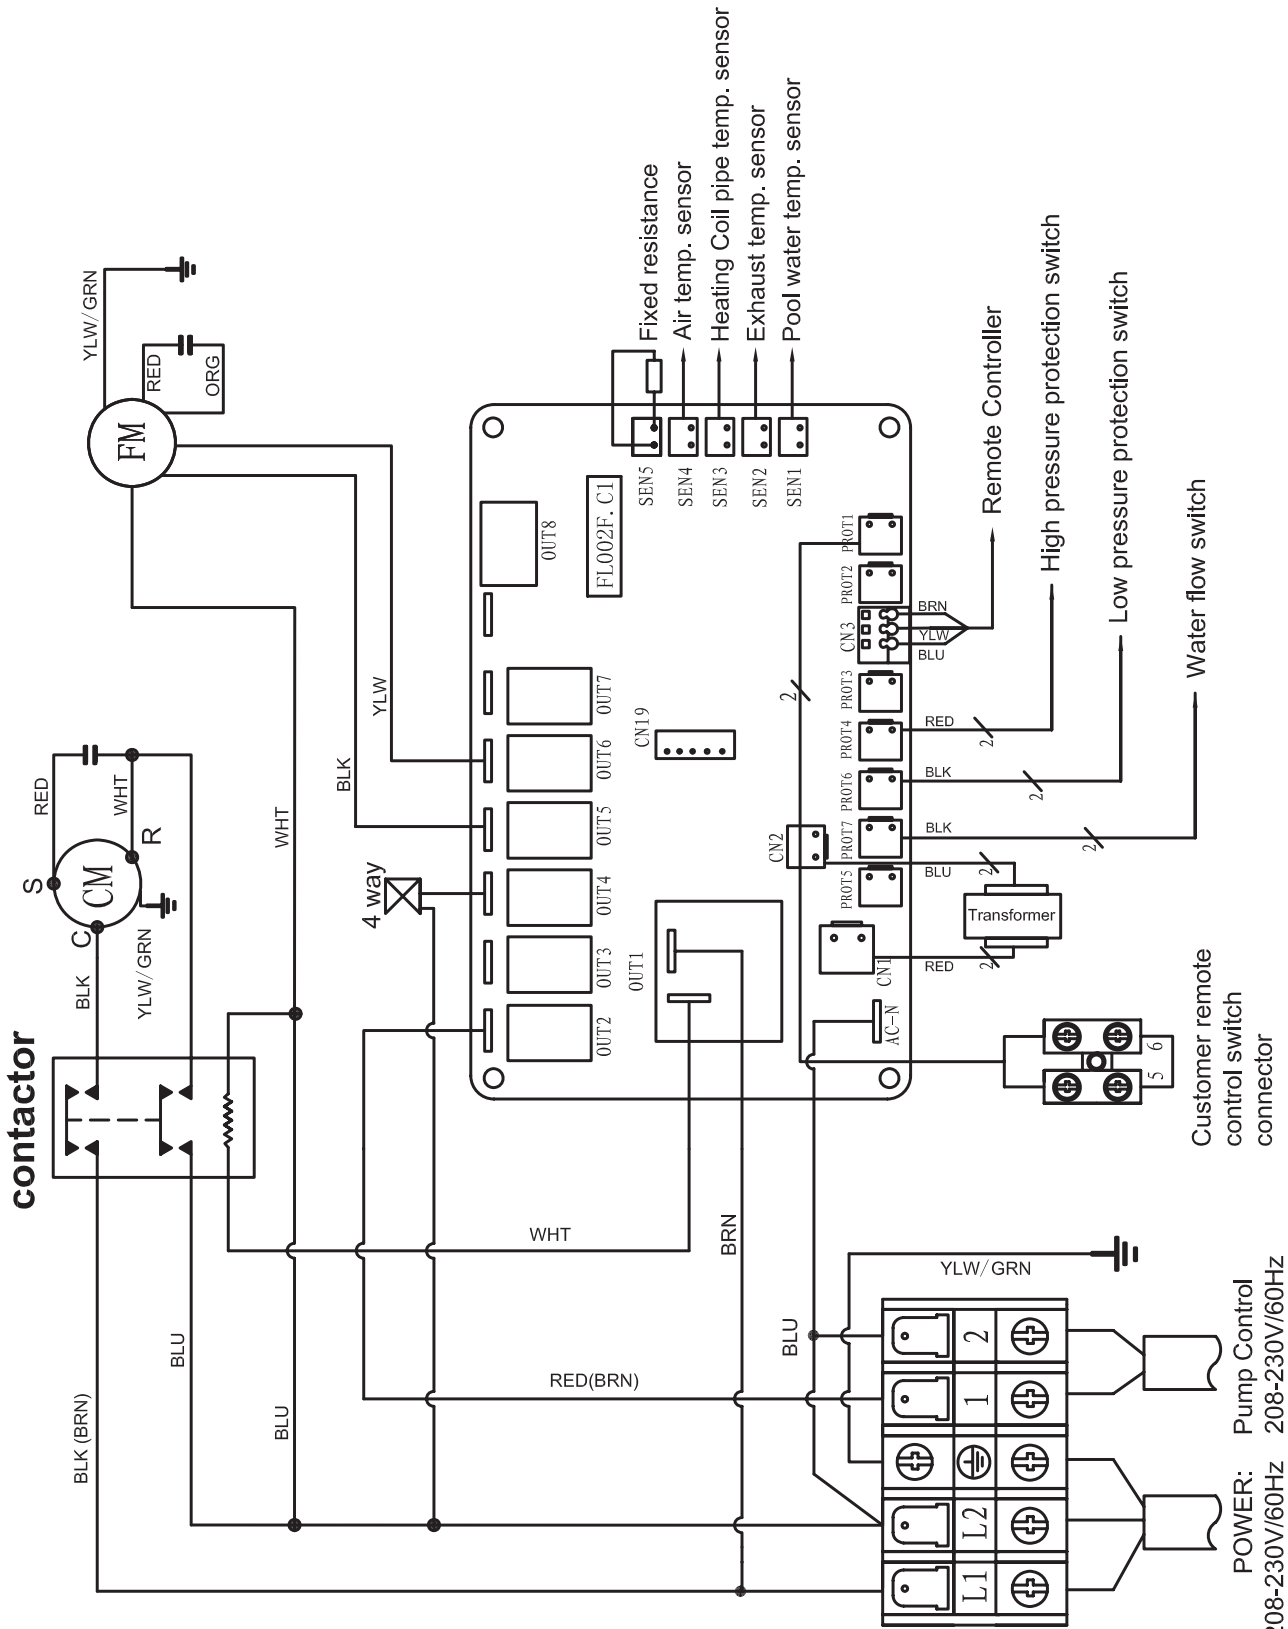 contactor
S
CM
C
R
RED
WHT
BLK
YLW/GRN
FM
YLW/GRN
RED
ORG
WHT
BLK
YLW
4 way
OUT2
OUT3
OUT4
OUT5
OUT6
OUT7
OUT8
OUT1
CN19
FL002F. C1
SEN5
SEN4
SEN3
SEN2
SEN1
Fixed resistance
Air temp. sensor
Heating Coil pipe temp. sensor
Exhaust temp. sensor
Pool water temp. sensor
AC-N
CN1
CN2
PROT5
PROT7
PROT6
PROT4
PROT3
CN3
PROT2
PROT1
2
BRN
YLW
BLU
Remote Controller
RED
2
High pressure protection switch
BLK
2
Low pressure protection switch
BLK
2
Water flow switch
BLU
2
Transformer
RED
2
5 6
Customer remote
control switch
connector
WHT
BRN
BLU
RED(BRN)
BLK (BRN)
BLU
BLU
YLW/GRN
L1
L2
1
2
POWER:
208-230V/60Hz
Pump Control
208-230V/60Hz